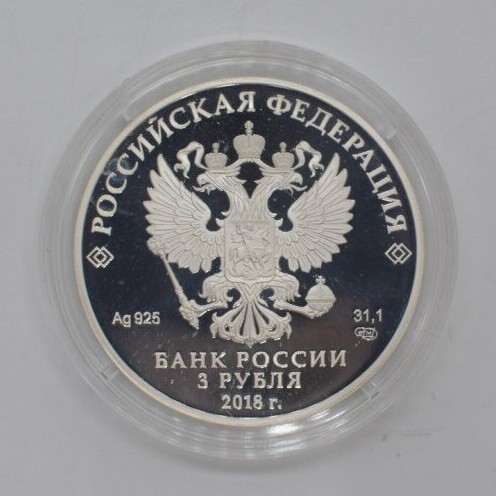 РОССИЙСКАЯ ФЕДЕРАЦИЯ
Ag 925
31,1
БАНК РОССИИ
3 РУБЛЯ
2018 г.